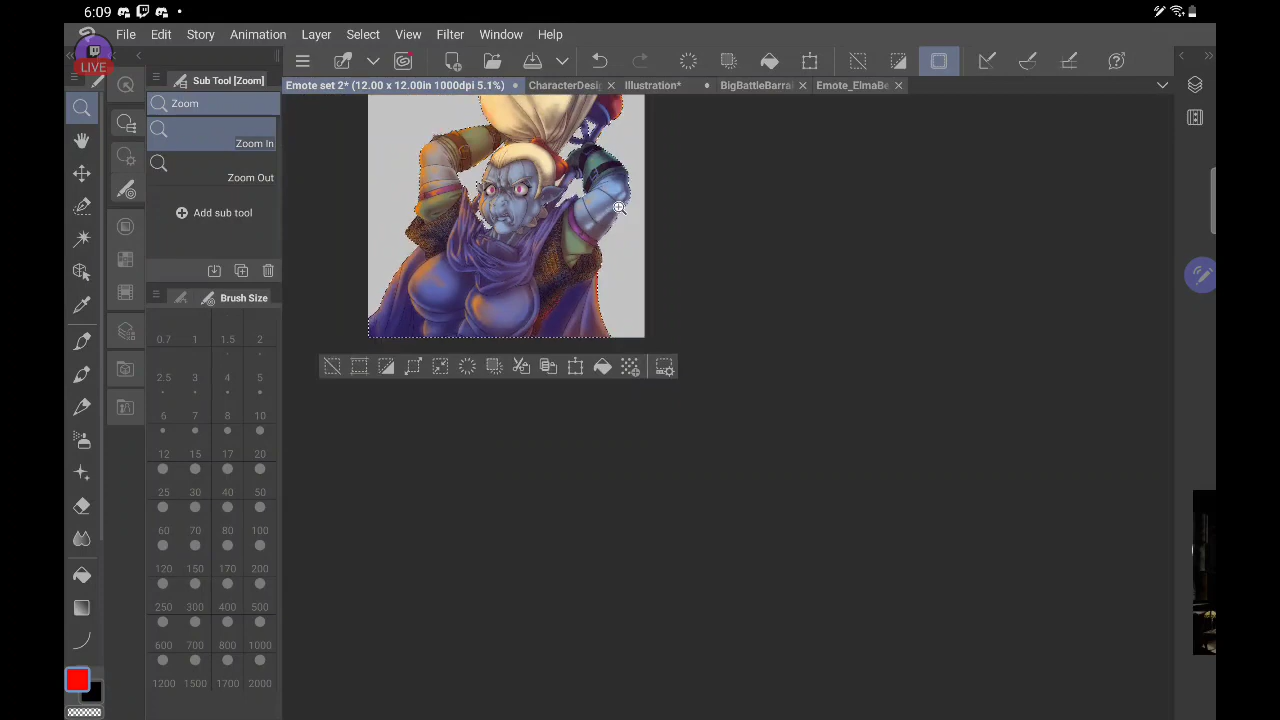 6:09
File Edit Story Animation Layer Select View Filter Window Help
LIVE
Sub Tool [Zoom]
Emote set 2* (12.00 x 12.00in 1000dpi 5.1%) CharacterDesig Illustration* BigBattleBarra Emote_ElmaBe
Zoom
Zoom In
Zoom Out
Add sub tool
Brush Size
0.7 1 1.5 2
2.5 3 4 5
6 7 8 10
12 15 17 20
25 30 40 50
60 70 80 100
120 150 170 200
250 300 400 500
600 700 800 1000
1200 1500 1700 2000